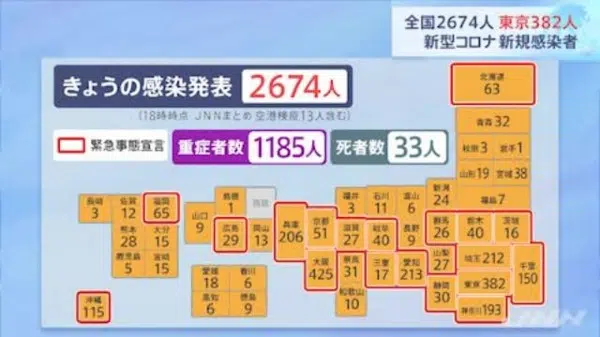 全国2674人 東京382人
新型コロナ 新規感染者
きょうの感染発表 2674人
(18時時点 JNNまとめ 空港検疫13人含む)
緊急事態宣言 重症者数 1185人 死者数 33人
北海道
63
青森 32
秋田 3 岩手 1
山形 19 宮城 38
福島 7
長崎
3
佐賀
12
福岡
65
熊本
28
大分
15
鹿児島
5
宮崎
15
沖縄
115
山口
9
島根
1
鳥取
広島
29
岡山
13
愛媛
18
香川
6
高知
6
徳島
9
兵庫
206
京都
51
大阪
425
滋賀
27
奈良
31
和歌山
10
福井
3
石川
11
富山
6
岐阜
40
長野
9
三重
17
愛知
213
新潟
24
群馬
26
栃木
40
茨城
16
山梨
27
埼玉 212
東京 382
千葉
150
静岡
30
神奈川 193
JNN